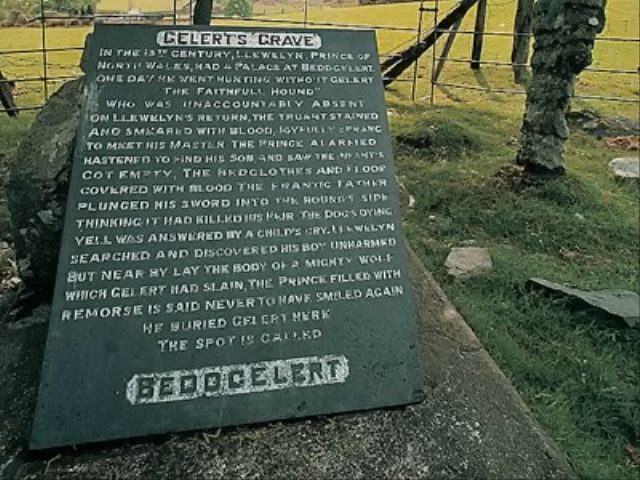 GELERT'S GRAVE
IN THE 13TH CENTURY, LLEWELYN, PRINCE OF
NORTH WALES, HAD A PALACE AT BEDDGELERT,
ONE DAY HE WENT HUNTING WITHOUT GELERT
"THE FAITHFULL HOUND"
WHO WAS UNACCOUNTABLY ABSENT
ON LLEWELYN'S RETURN, THE TRUANT STAINED
AND SMEARED WITH BLOOD, JOYFULLY SPRANG
TO MEET HIS MASTER THE PRINCE ALARMED
HASTENED TO FIND HIS SON, AND SAW THE INFANT'S
COT EMPTY, THE BEDCLOTHES AND FLOOR
COVERED WITH BLOOD THE FRANTIC FATHER
PLUNGED HIS SWORD INTO THE HOUND'S SIDE
THINKING IT HAD KILLED HIS HEIR. THE DOG'S DYING
YELL WAS ANSWERED BY A CHILD'S CRY. LLEWELYN
SEARCHED AND DISCOVERED HIS BOY UNHARMED
BUT NEAR BY LAY THE BODY OF A MIGHTY WOLF
WHICH GELERT HAD SLAIN, THE PRINCE FILLED WITH
REMORSE IS SAID NEVER TO HAVE SMILED AGAIN
HE BURIED GELERT HERE
THE SPOT IS CALLED
BEDDGELERT